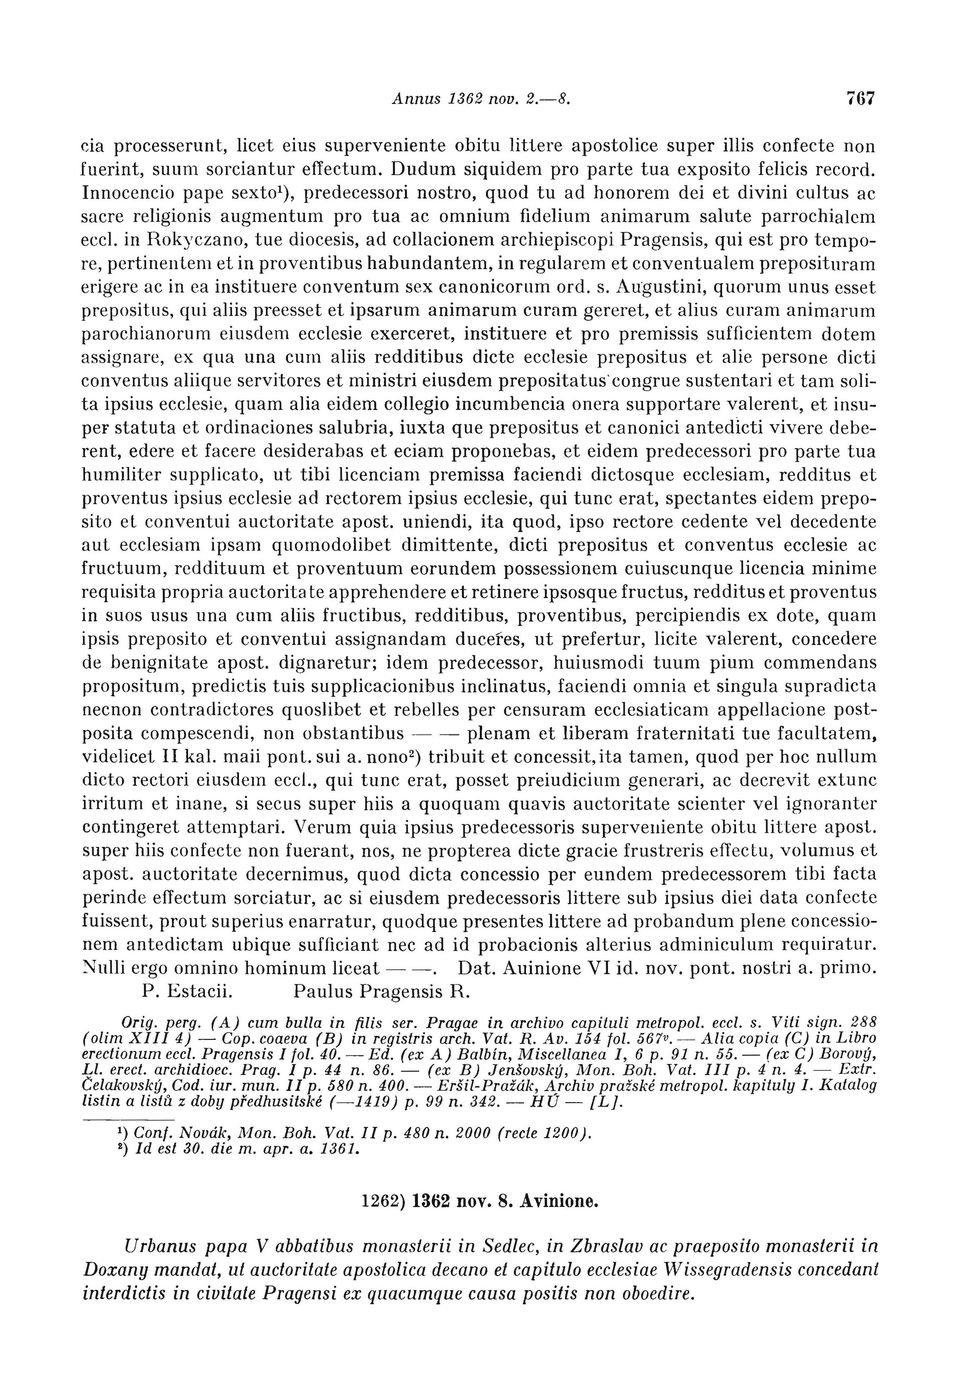 Annus 1362 nov. 2.—8. 767
cia processerunt, licet eius superveniente obitu littere apostolice super illis confecte non
fuerint, suum sorciantur effectum. Dudum siquidem pro parte tua exposito felicis record.
Innocencio pape sexto¹), predecessori nostro, quod tu ad honorem dei et divini cultus ac
sacre religionis augmentum pro tua ac omnium fidelium animarum salute parrochialem
eccl. in Rokyczano, tue diocesis, ad collacionem archiepiscopi Pragensis, qui est pro tempo-
re, pertinentem et in proventibus habundantem, in regularem et conventualem preposituram
erigere ac in ea instituere conventum sex canonicorum ord. s. Augustini, quorum unus esset
prepositus, qui aliis preesset et ipsarum animarum curam gereret, et alius curam animarum
parochianorum eiusdem ecclesie exerceret, instituere et pro premissis sufficientem dotem
assignare, ex qua una cum aliis redditibus dicte ecclesie prepositus et alie persone dicti
conventus aliique servitores et ministri eiusdem prepositatus congrue sustentari et tam soli-
ta ipsius ecclesie, quam alia eidem collegio incumbencia onera supportare valerent, et insu-
per statuta et ordinaciones salubria, iuxta que prepositus et canonici antedicti vivere debe-
rent, edere et facere desiderabas et eciam proponebas, et eidem predecessori pro parte tua
humiliter supplicato, ut tibi licenciam premissa faciendi dictosque ecclesiam, redditus et
proventus ipsius ecclesie ad rectorem ipsius ecclesie, qui tunc erat, spectantes eidem prepo-
sito et conventui auctoritate apost. uniendi, ita quod, ipso rectore cedente vel decedente
aut ecclesiam ipsam quomodolibet dimittente, dicti prepositus et conventus ecclesie ac
fructuum, reddituum et proventuum eorundem possessionem cuiuscunque licencia minime
requisita propria auctoritate apprehendere et retinere ipsosque fructus, redditus et proventus
in suos usus una cum aliis fructibus, redditibus, proventibus, percipiendis ex dote, quam
ipsis preposito et conventui assignandam duceres, ut prefertur, licite valerent, concedere
de benignitate apost. dignaretur; idem predecessor, huiusmodi tuum pium commendans
propositum, predictis tuis supplicacionibus inclinatus, faciendi omnia et singula supradicta
necnon contradictores quoslibet et rebelles per censuram ecclesiaticam appellacione post-
posita compescendi, non obstantibus — — plenam et liberam fraternitati tue facultatem,
videlicet II kal. maii pont. sui a. nono²) tribuit et concessit, ita tamen, quod per hoc nullum
dicto rectori eiusdem eccl., qui tunc erat, posset preiudicium generari, ac decrevit extunc
irritum et inane, si secus super hiis a quoquam quavis auctoritate scienter vel ignoranter
contingeret attemptari. Verum quia ipsius predecessoris superveniente obitu littere apost.
super hiis confecte non fuerant, nos, ne propterea dicte gracie frustreris effectu, volumus et
apost. auctoritate decernimus, quod dicta concessio per eundem predecessorem tibi facta
perinde effectum sorciatur, ac si eiusdem predecessoris littere sub ipsius diei data confecte
fuissent, prout superius enarratur, quodque presentes littere ad probandum plene concessio-
nem antedictam ubique sufficiant nec ad id probacionis alterius adminiculum requiratur.
Nulli ergo omnino hominum liceat — —. Dat. Auinione VI id. nov. pont. nostri a. primo.
P. Estacii. Paulus Pragensis R.
Orig. perg. (A) cum bulla in filis ser. Pragae in archivo capituli metropol. eccl. s. Viti sign. 288
(olim XIII 4) — Cop. coaeva (B) in registris arch. Vat. R. Av. 154 fol. 567v. — Alia copia (C) in Libro
erectionum eccl. Pragensis I fol. 40. — Ed. (ex A) Balbín, Miscellanea I, 6 p. 91 n. 55. — (ex C) Borový,
Ll. erect. archidioec. Prag. I p. 44 n. 86. — (ex B) Jenšovský, Mon. Boh. Vat. III p. 4 n. 4. — Extr.
Čelakovský, Cod. iur. mun. II p. 580 n. 400. — Eršil-Pražák, Archiv pražské metropol. kapituly I. Katalog
listin a listů z doby předhusitské (—1419) p. 99 n. 342. — HÚ — [L].
¹) Conf. Novák, Mon. Boh. Vat. II p. 480 n. 2000 (recte 1200).
²) Id est 30. die m. apr. a. 1361.
1262) 1362 nov. 8. Avinione.
Urbanus papa V abbatibus monasterii in Sedlec, in Zbraslav ac praeposito monasterii in
Doxany mandat, ut auctoritate apostolica decano et capitulo ecclesiae Wissegradensis concedant
interdictis in civitate Pragensi ex quacumque causa positis non oboedire.